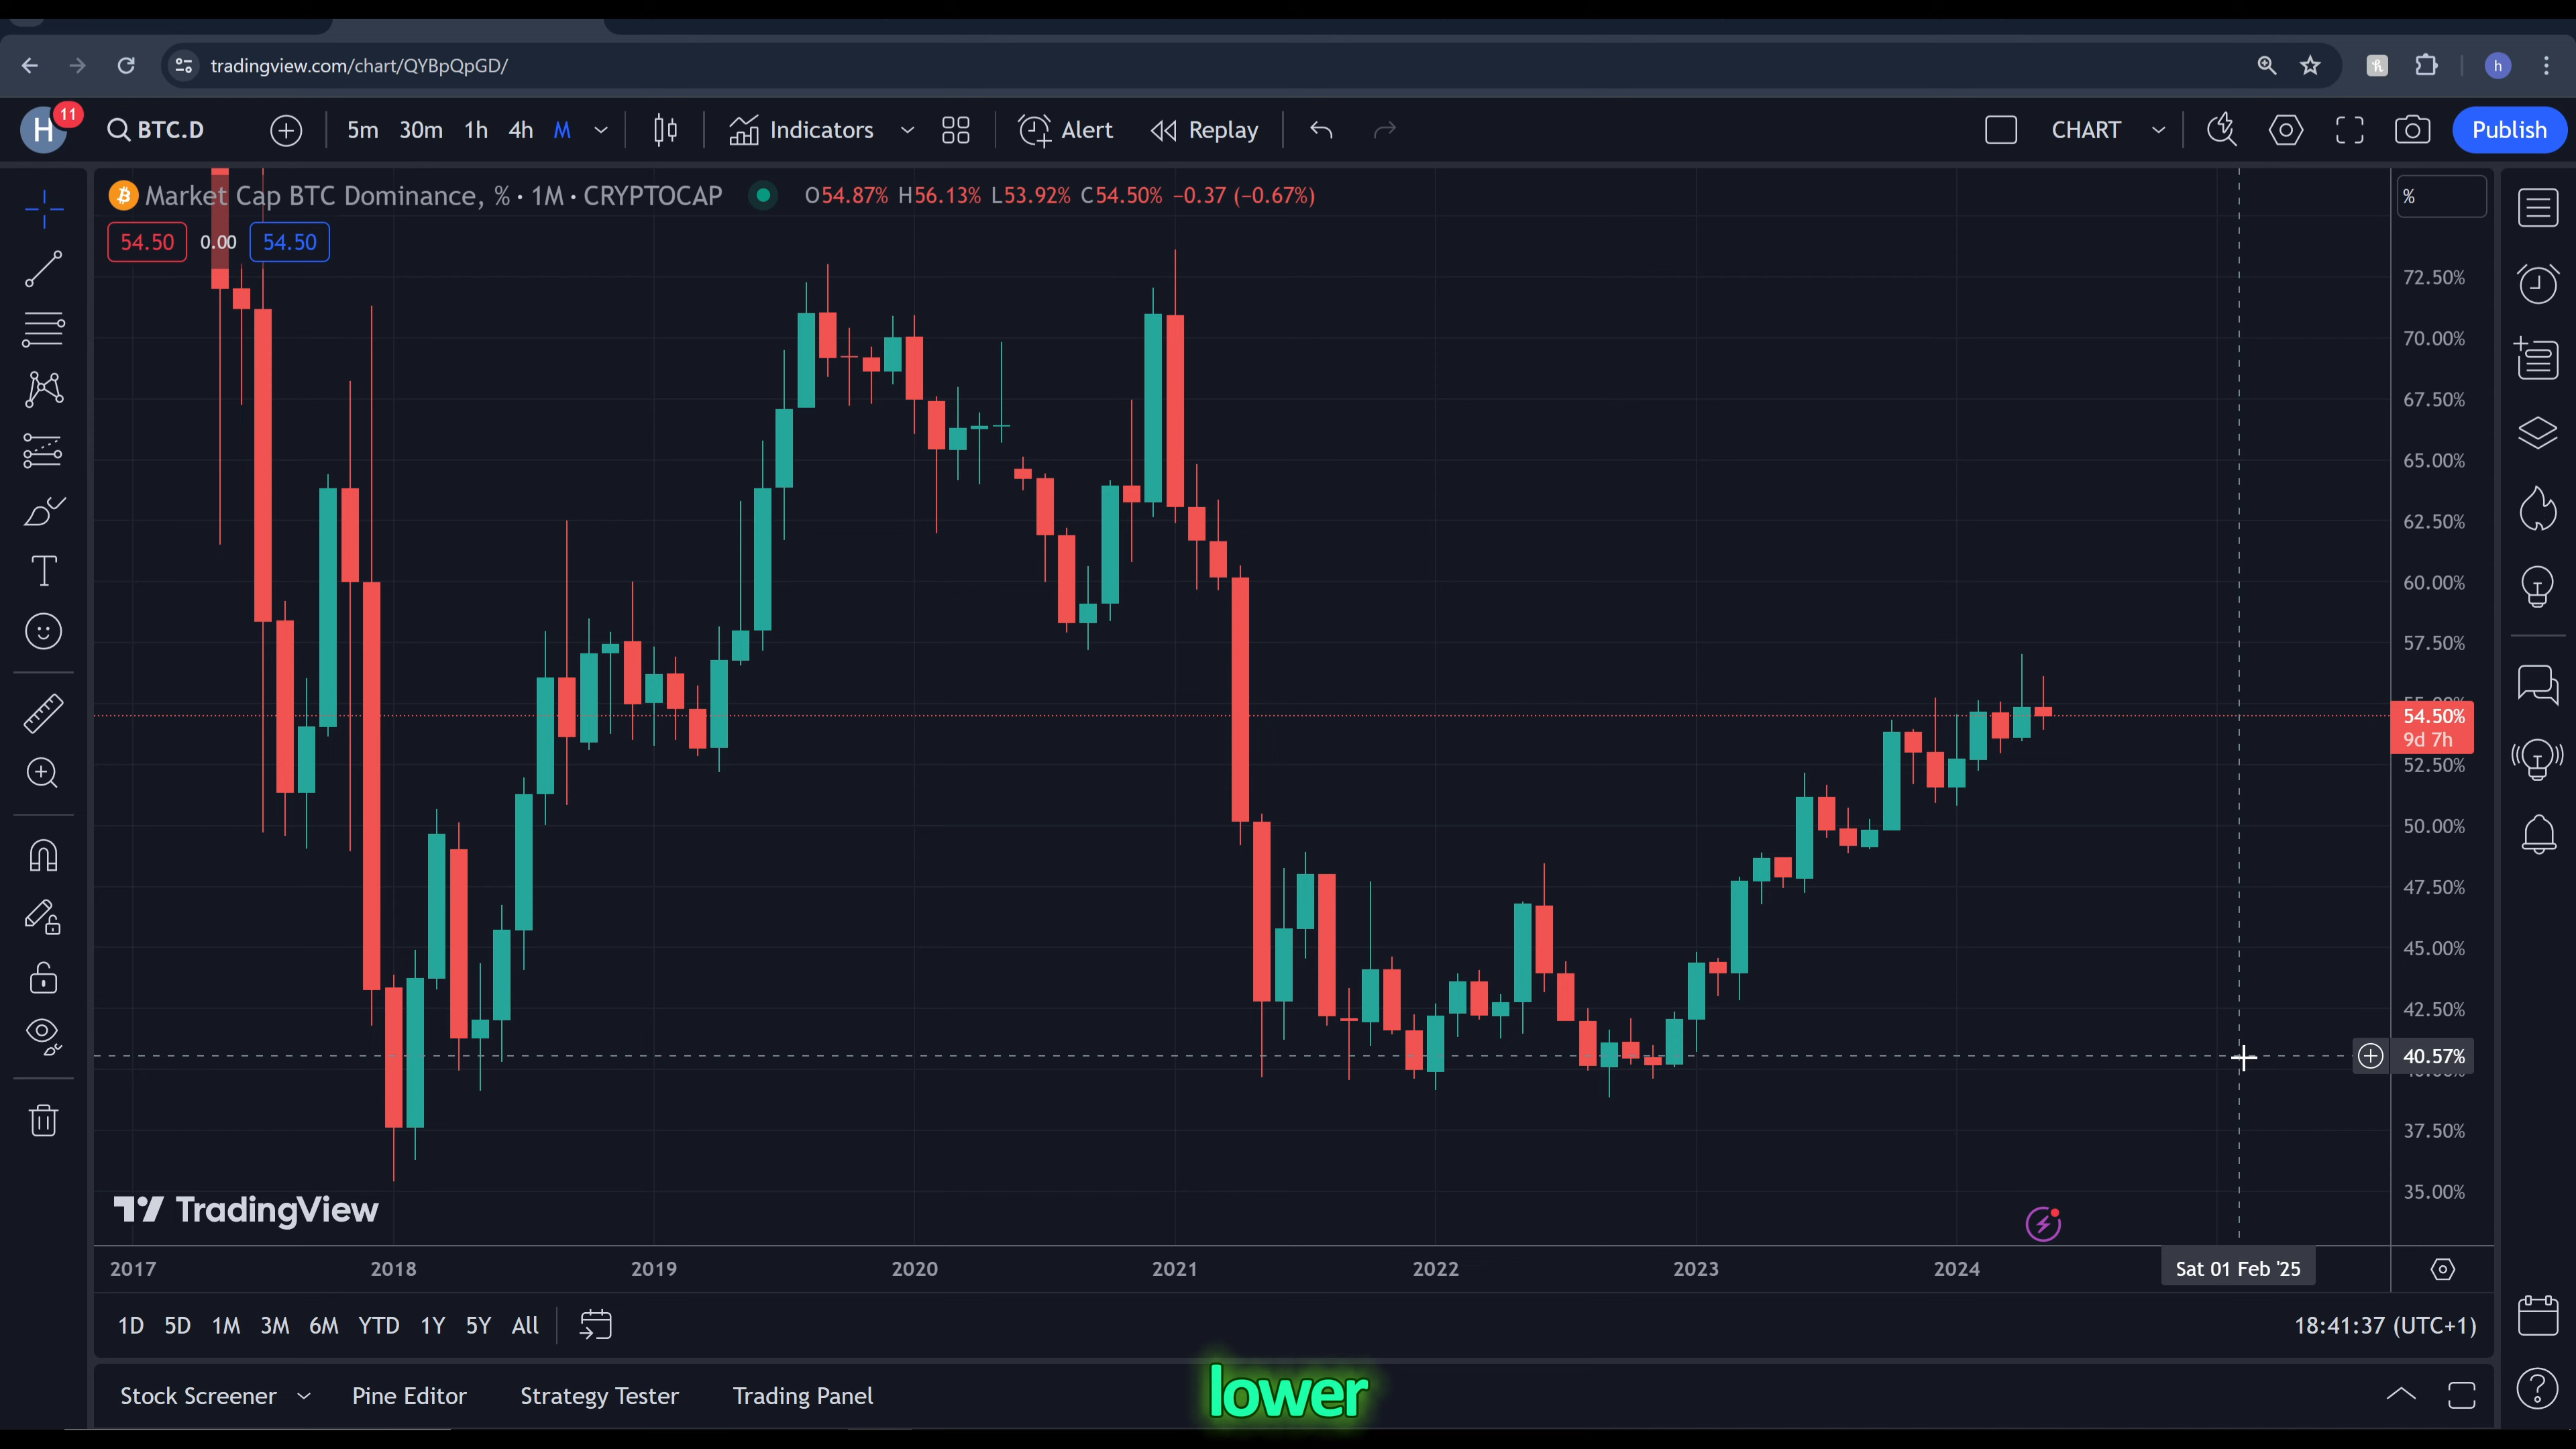 tradingview.com/chart/QYBpQpGD/
h
H
11
BTC.D
5m 30m 1h 4h M
Indicators
Alert
Replay
CHART
Publish
Market Cap BTC Dominance, % · 1M · CRYPTOCAP
O54.87% H56.13% L53.92% C54.50% −0.37 (−0.67%)
54.50 0.00 54.50
%
72.50%
70.00%
67.50%
65.00%
62.50%
60.00%
57.50%
54.50%
9d 7h
52.50%
50.00%
47.50%
45.00%
42.50%
40.57%
37.50%
35.00%
TradingView
2017 2018 2019 2020 2021 2022 2023 2024 Sat 01 Feb '25
1D 5D 1M 3M 6M YTD 1Y 5Y All
18:41:37 (UTC+1)
Stock Screener Pine Editor Strategy Tester Trading Panel
lower